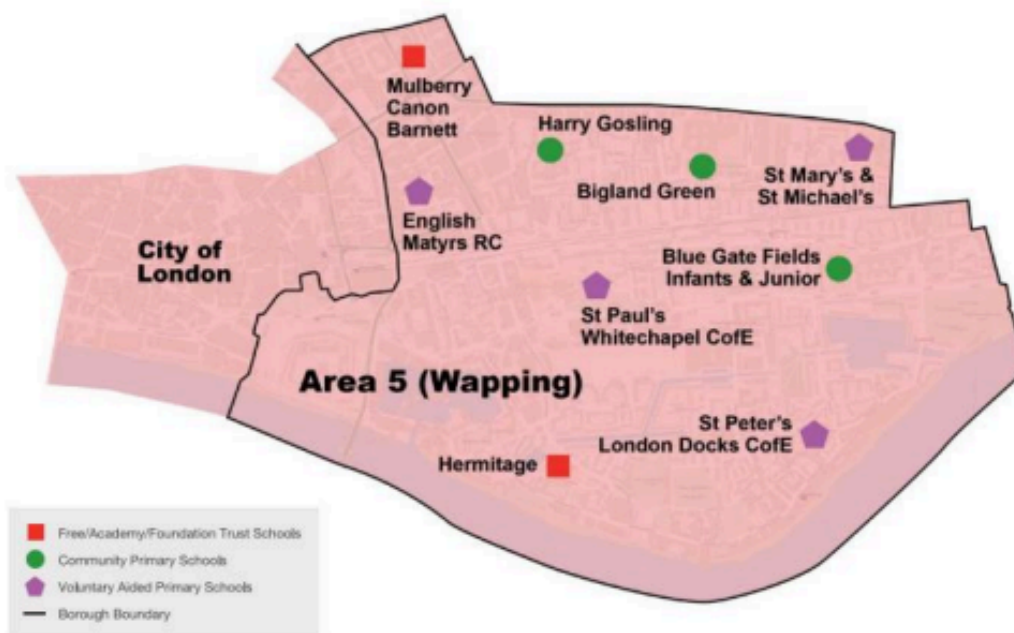 Mulberry
Canon
Barnett
Harry Gosling
Bigland Green
St Mary's &
St Michael's
English
Matyrs RC
City of
London
Blue Gate Fields
Infants & Junior
St Paul's
Whitechapel CofE
Area 5 (Wapping)
St Peter's
London Docks CofE
Hermitage
Free/Academy/Foundation Trust Schools
Community Primary Schools
Voluntary Aided Primary Schools
Borough Boundary